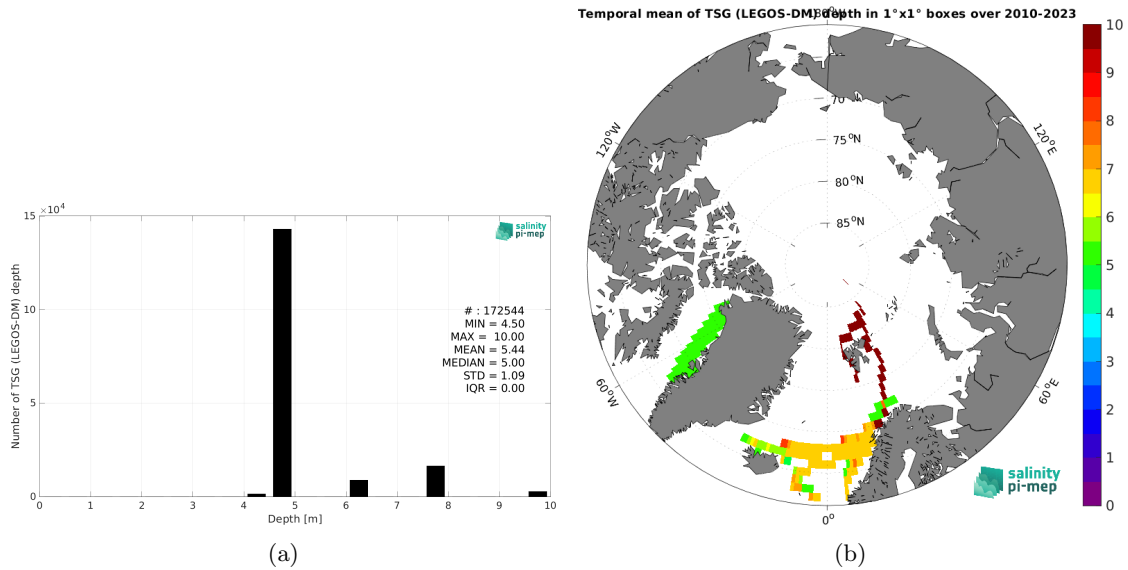 Temporal mean of TSG (LEGOS-DM) depth in 1°x1° boxes over 2010-2023
180°W
120°W
120°E
60°W
60°E
0°
70
75°N
80°N
85°N
10
9
8
7
6
5
4
3
2
1
0
salinity
pi-mep
×10⁴
15
10
5
0
Number of TSG (LEGOS-DM) depth
salinity
pi-mep
# : 172544
MIN = 4.50
MAX = 10.00
MEAN = 5.44
MEDIAN = 5.00
STD = 1.09
IQR = 0.00
0 1 2 3 4 5 6 7 8 9 10
Depth [m]
(a)
(b)